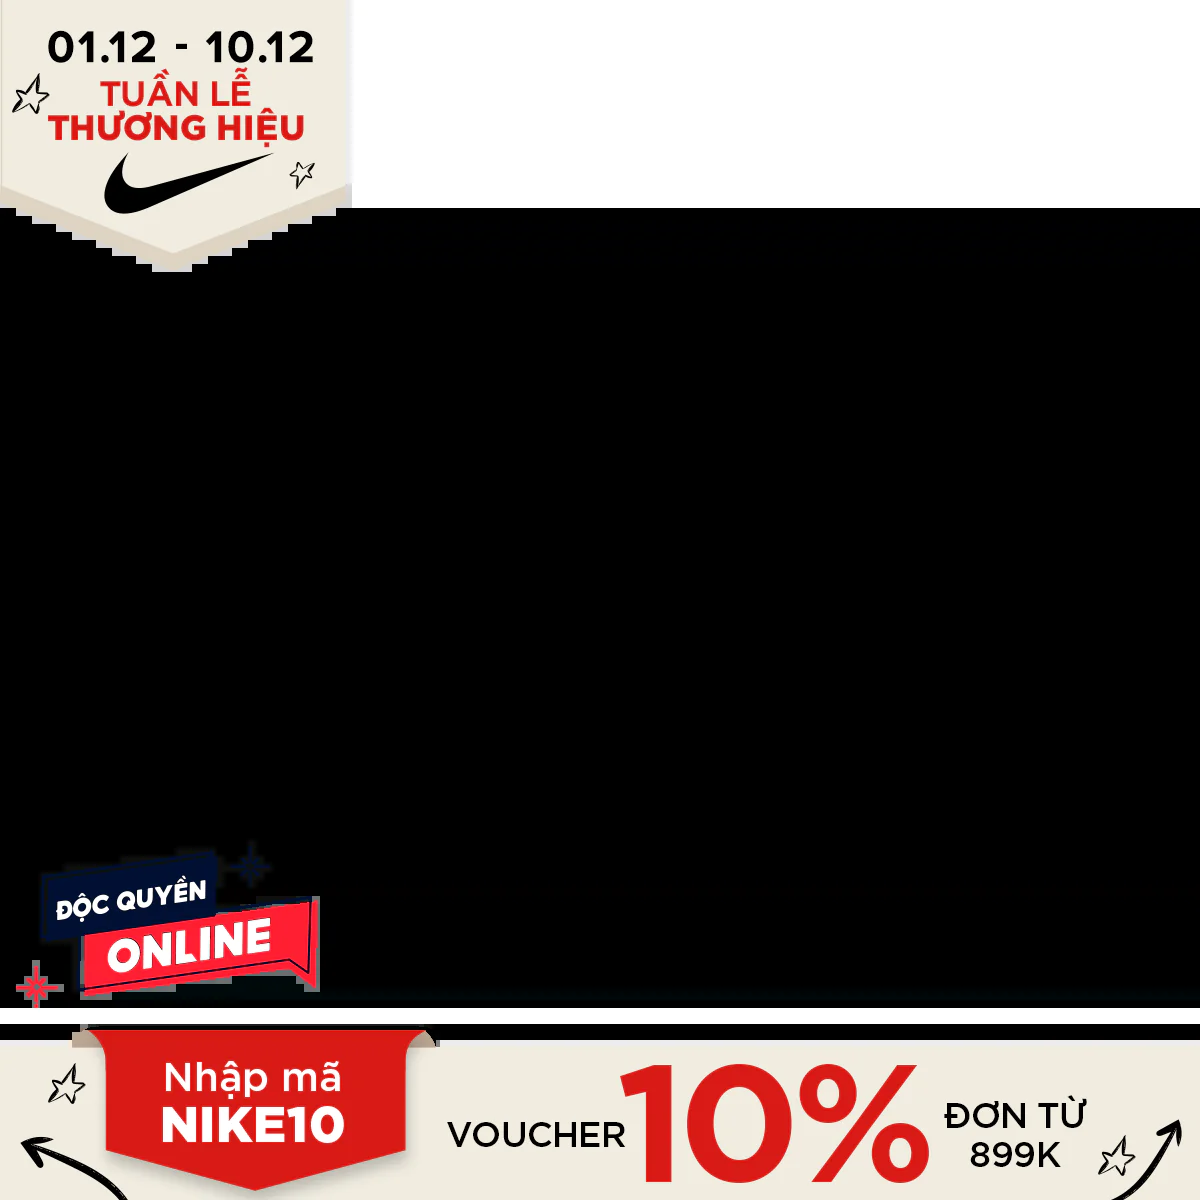 01.12 - 10.12
TUẦN LỄ
THƯƠNG HIỆU
ĐỘC QUYỀN
ONLINE
Nhập mã
NIKE10
VOUCHER
10%
ĐƠN TỪ
899K